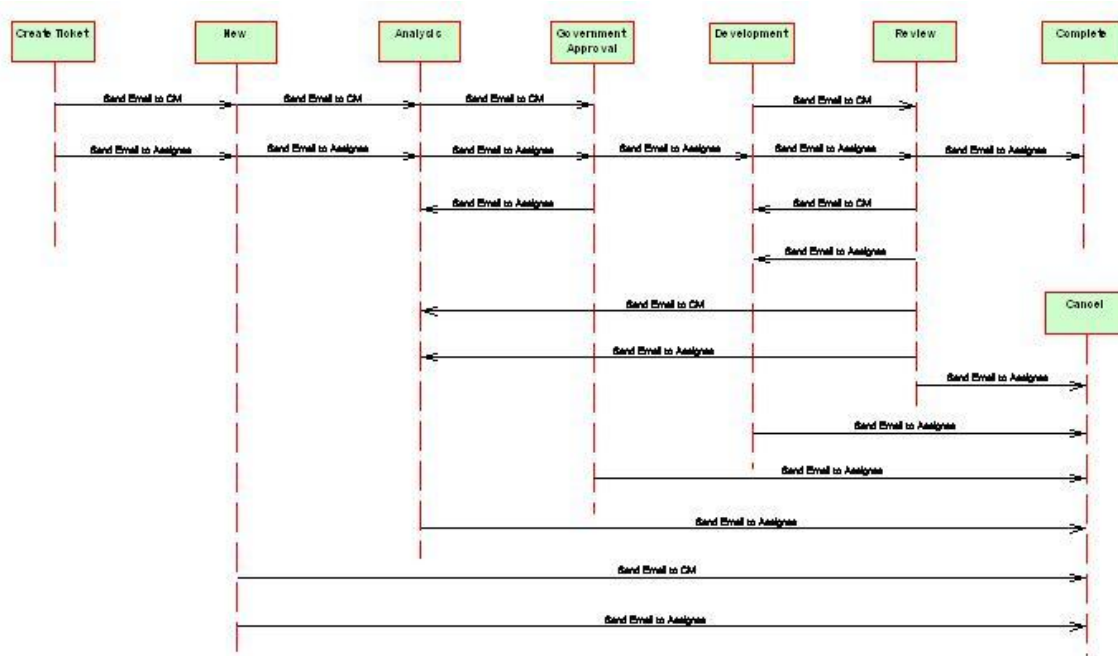 Create Ticket
New
Analysis
Government
Approval
Development
Review
Complete
Send Email to CM
Send Email to CM
Send Email to CM
Send Email to CM
Send Email to Assignee
Send Email to Assignee
Send Email to Assignee
Send Email to Assignee
Send Email to Assignee
Send Email to Assignee
Send Email to Assignee
Send Email to CM
Send Email to Assignee
Cancel
Send Email to CM
Send Email to Assignee
Send Email to Assignee
Send Email to Assignee
Send Email to Assignee
Send Email to Assignee
Send Email to CM
Send Email to Assignee